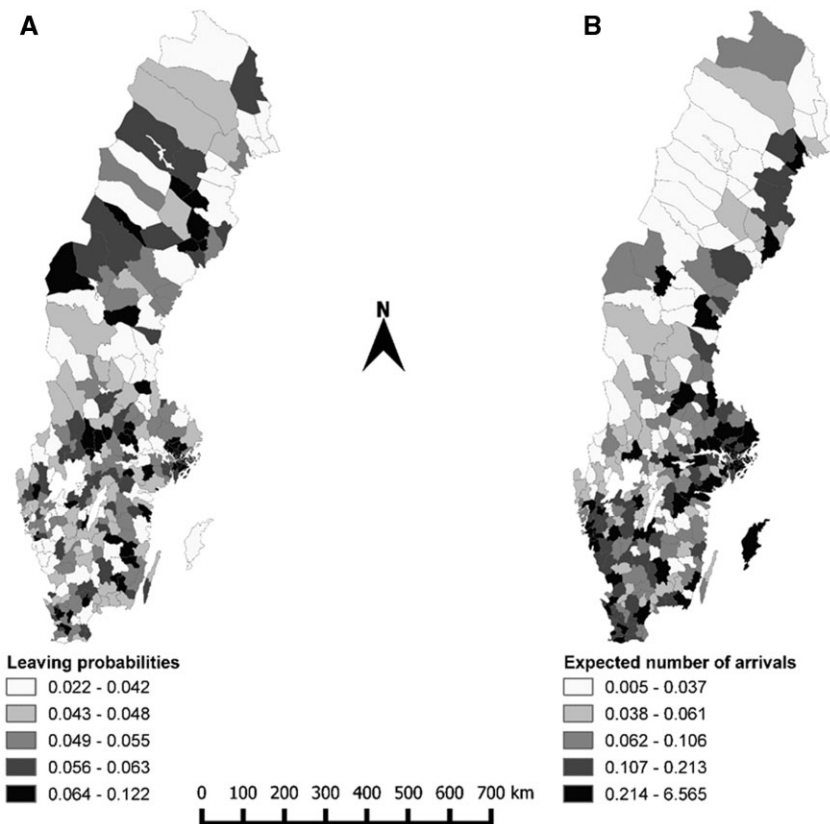 A
B
N
Leaving probabilities
0.022 - 0.042
0.043 - 0.048
0.049 - 0.055
0.056 - 0.063
0.064 - 0.122
Expected number of arrivals
0.005 - 0.037
0.038 - 0.061
0.062 - 0.106
0.107 - 0.213
0.214 - 6.565
0 100 200 300 400 500 600 700 km